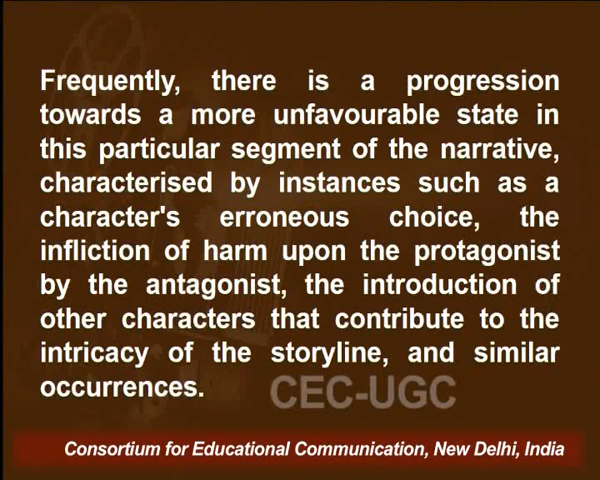 Frequently, there is a progression
towards a more unfavourable state in
this particular segment of the narrative,
characterised by instances such as a
character's erroneous choice, the
infliction of harm upon the protagonist
by the antagonist, the introduction of
other characters that contribute to the
intricacy of the storyline, and similar
occurrences.
CEC-UGC
Consortium for Educational Communication, New Delhi, India